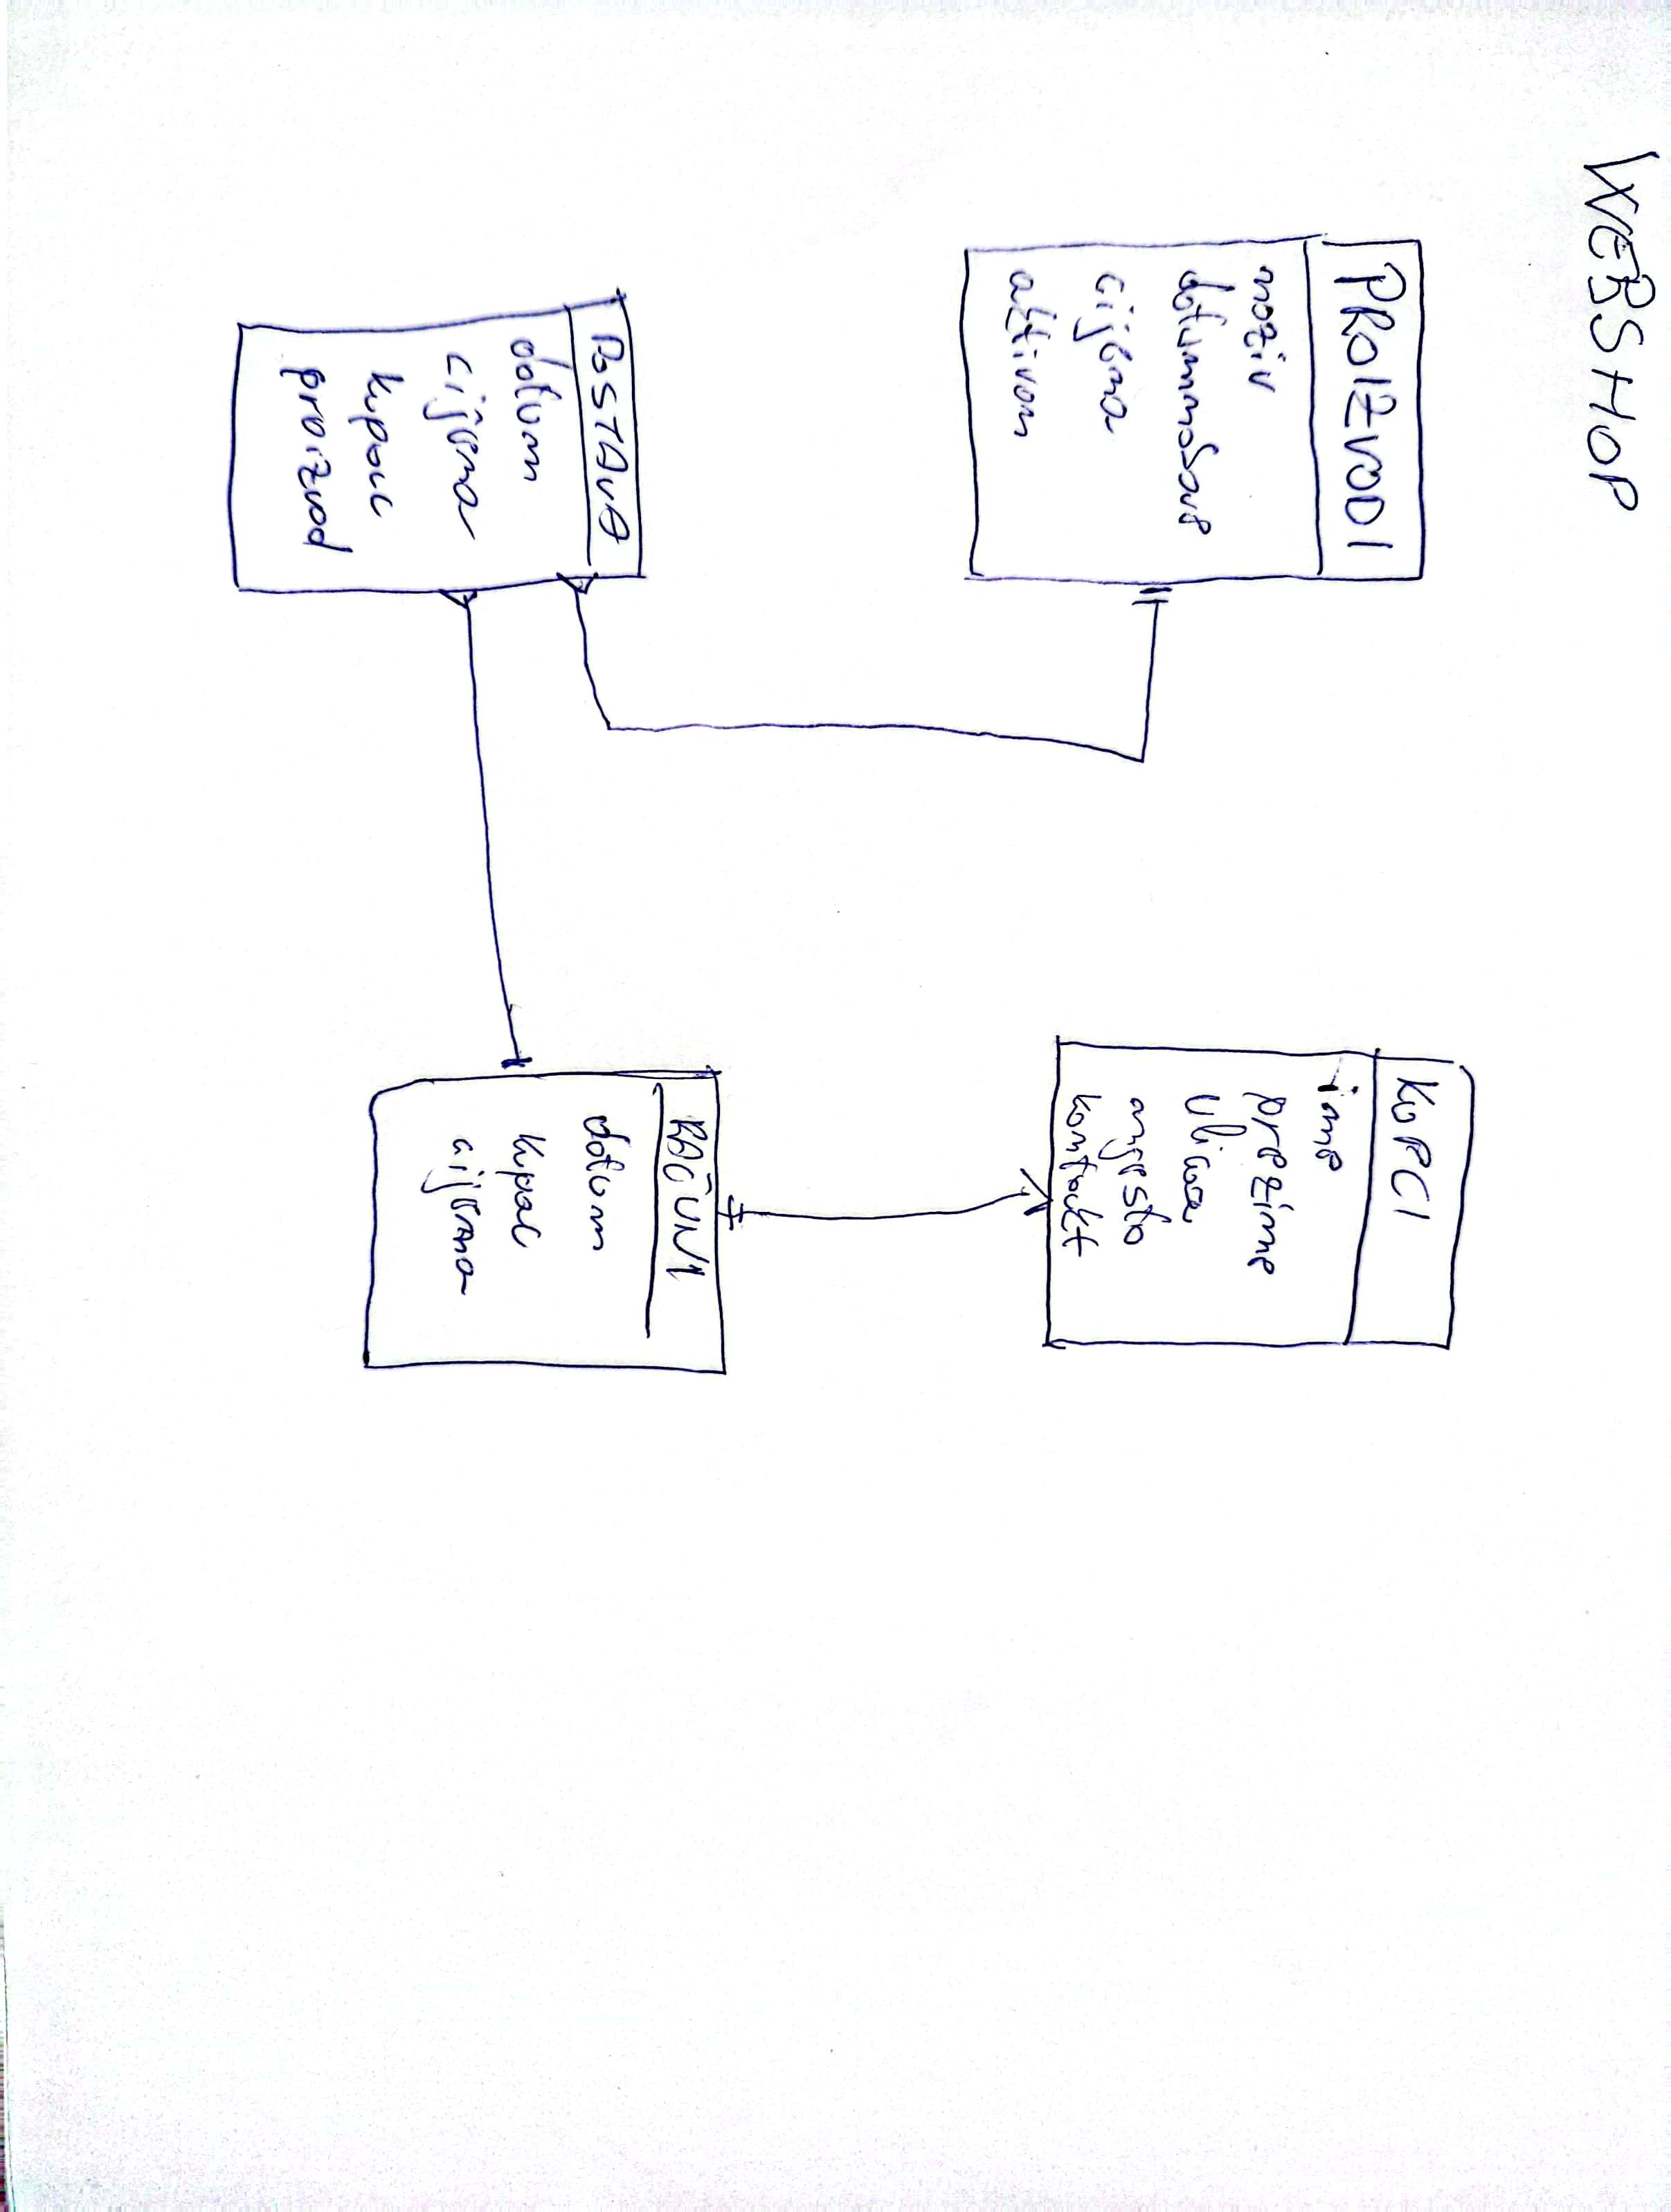 WEBSHOP
PROIZVODI
naziv
datumnabave
cijena
aktivan
KUPCI
ime
prezime
ulica
mjesto
kontakt
POSTAVA
datum
cijena
kupac
proizvod
RAČUNI
datum
kupac
cijena